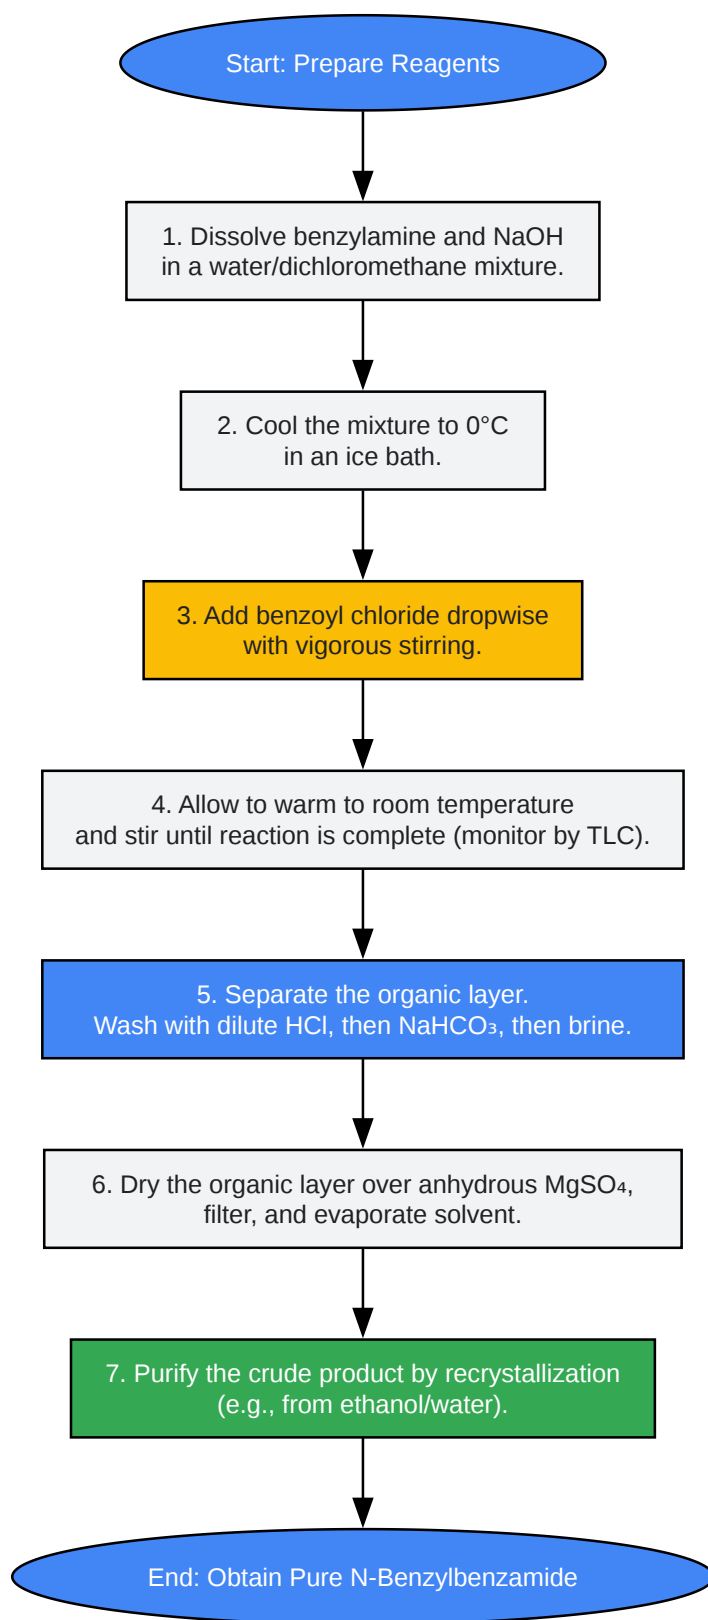 Start: Prepare Reagents
1. Dissolve benzylamine and NaOH
in a water/dichloromethane mixture.
2. Cool the mixture to 0°C
in an ice bath.
3. Add benzoyl chloride dropwise
with vigorous stirring.
4. Allow to warm to room temperature
and stir until reaction is complete (monitor by TLC).
5. Separate the organic layer.
Wash with dilute HCl, then NaHCO₃, then brine.
6. Dry the organic layer over anhydrous MgSO₄,
filter, and evaporate solvent.
7. Purify the crude product by recrystallization
(e.g., from ethanol/water).
End: Obtain Pure N-Benzylbenzamide